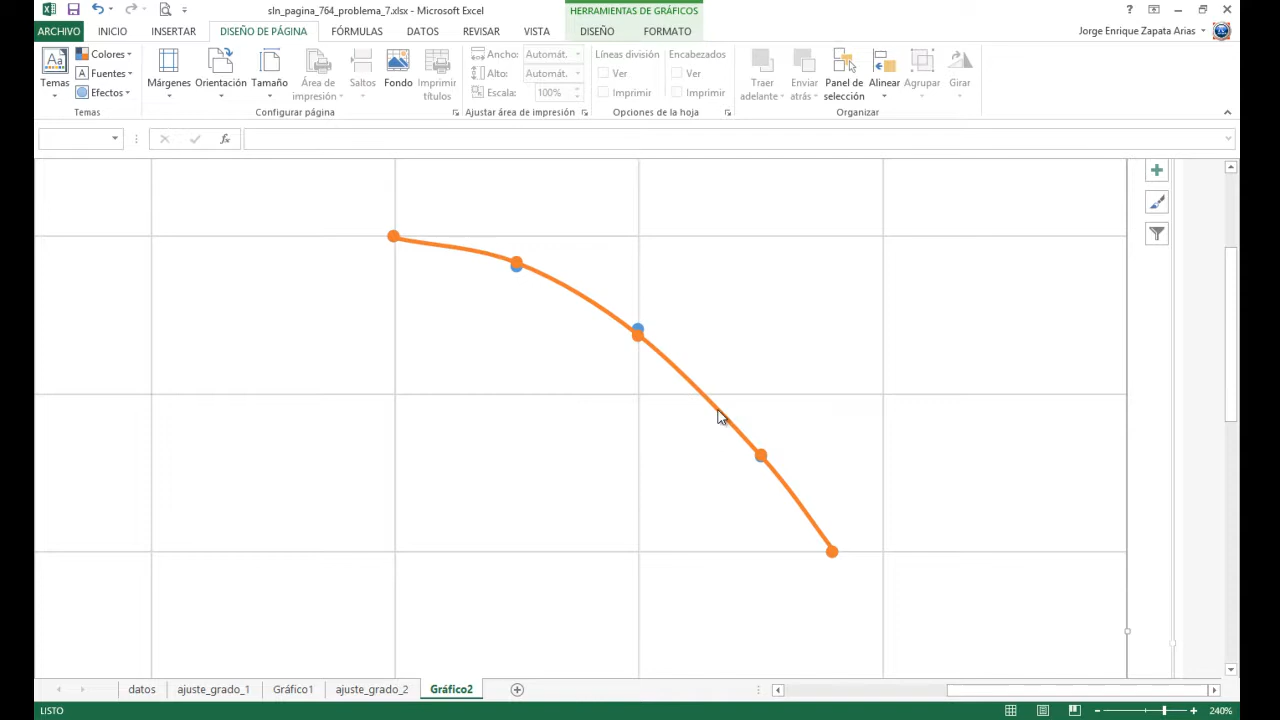 sln_pagina_764_problema_7.xlsx - Microsoft Excel
HERRAMIENTAS DE GRÁFICOS
?
ARCHIVO INICIO INSERTAR DISEÑO DE PÁGINA FÓRMULAS DATOS REVISAR VISTA DISEÑO FORMATO Jorge Enrique Zapata Arias
Aa
Temas
Colores
Fuentes
Efectos
Temas
Márgenes Orientación Tamaño Área de impresión Saltos Fondo Imprimir títulos
Configurar página
Ancho: Automát.
Alto: Automát.
Escala: 100%
Ajustar área de impresión
Líneas división Encabezados
Ver Ver
Imprimir Imprimir
Opciones de la hoja
Traer adelante Enviar atrás Panel de selección Alinear Agrupar Girar
Organizar
fx
datos ajuste_grado_1 Gráfico1 ajuste_grado_2 Gráfico2
LISTO 240%